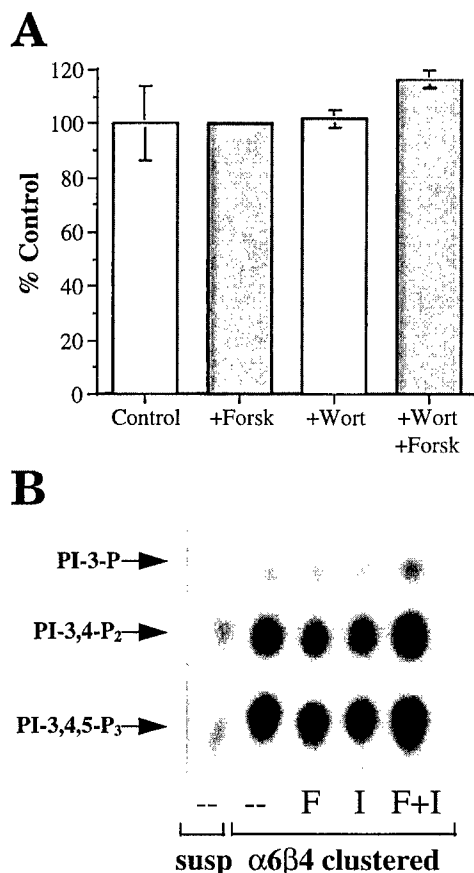 A
% Control
120
100
80
60
40
20
0
Control
+Forsk
+Wort
+Wort
+Forsk
B
PI-3-P
PI-3,4-P₂
PI-3,4,5-P₃
-- -- F I F+I
susp α6β4 clustered